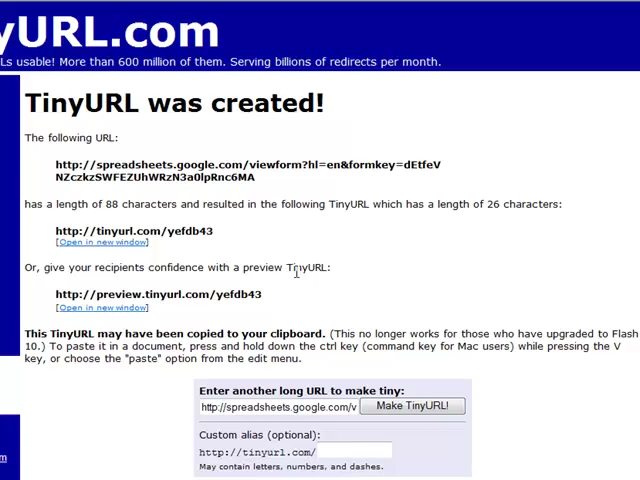 yURL.com
Ls usable! More than 600 million of them. Serving billions of redirects per month.
TinyURL was created!
The following URL:
http://spreadsheets.google.com/viewform?hl=en&formkey=dEtfeV
NZczkzSWFEZUhWRzN3a0lpRnc6MA
has a length of 88 characters and resulted in the following TinyURL which has a length of 26 characters:
http://tinyurl.com/yefdb43
[Open in new window]
Or, give your recipients confidence with a preview TinyURL:
http://preview.tinyurl.com/yefdb43
[Open in new window]
This TinyURL may have been copied to your clipboard. (This no longer works for those who have upgraded to Flash
10.) To paste it in a document, press and hold down the ctrl key (command key for Mac users) while pressing the V
key, or choose the "paste" option from the edit menu.
Enter another long URL to make tiny:
http://spreadsheets.google.com/v Make TinyURL!
Custom alias (optional):
http://tinyurl.com/
May contain letters, numbers, and dashes.
m